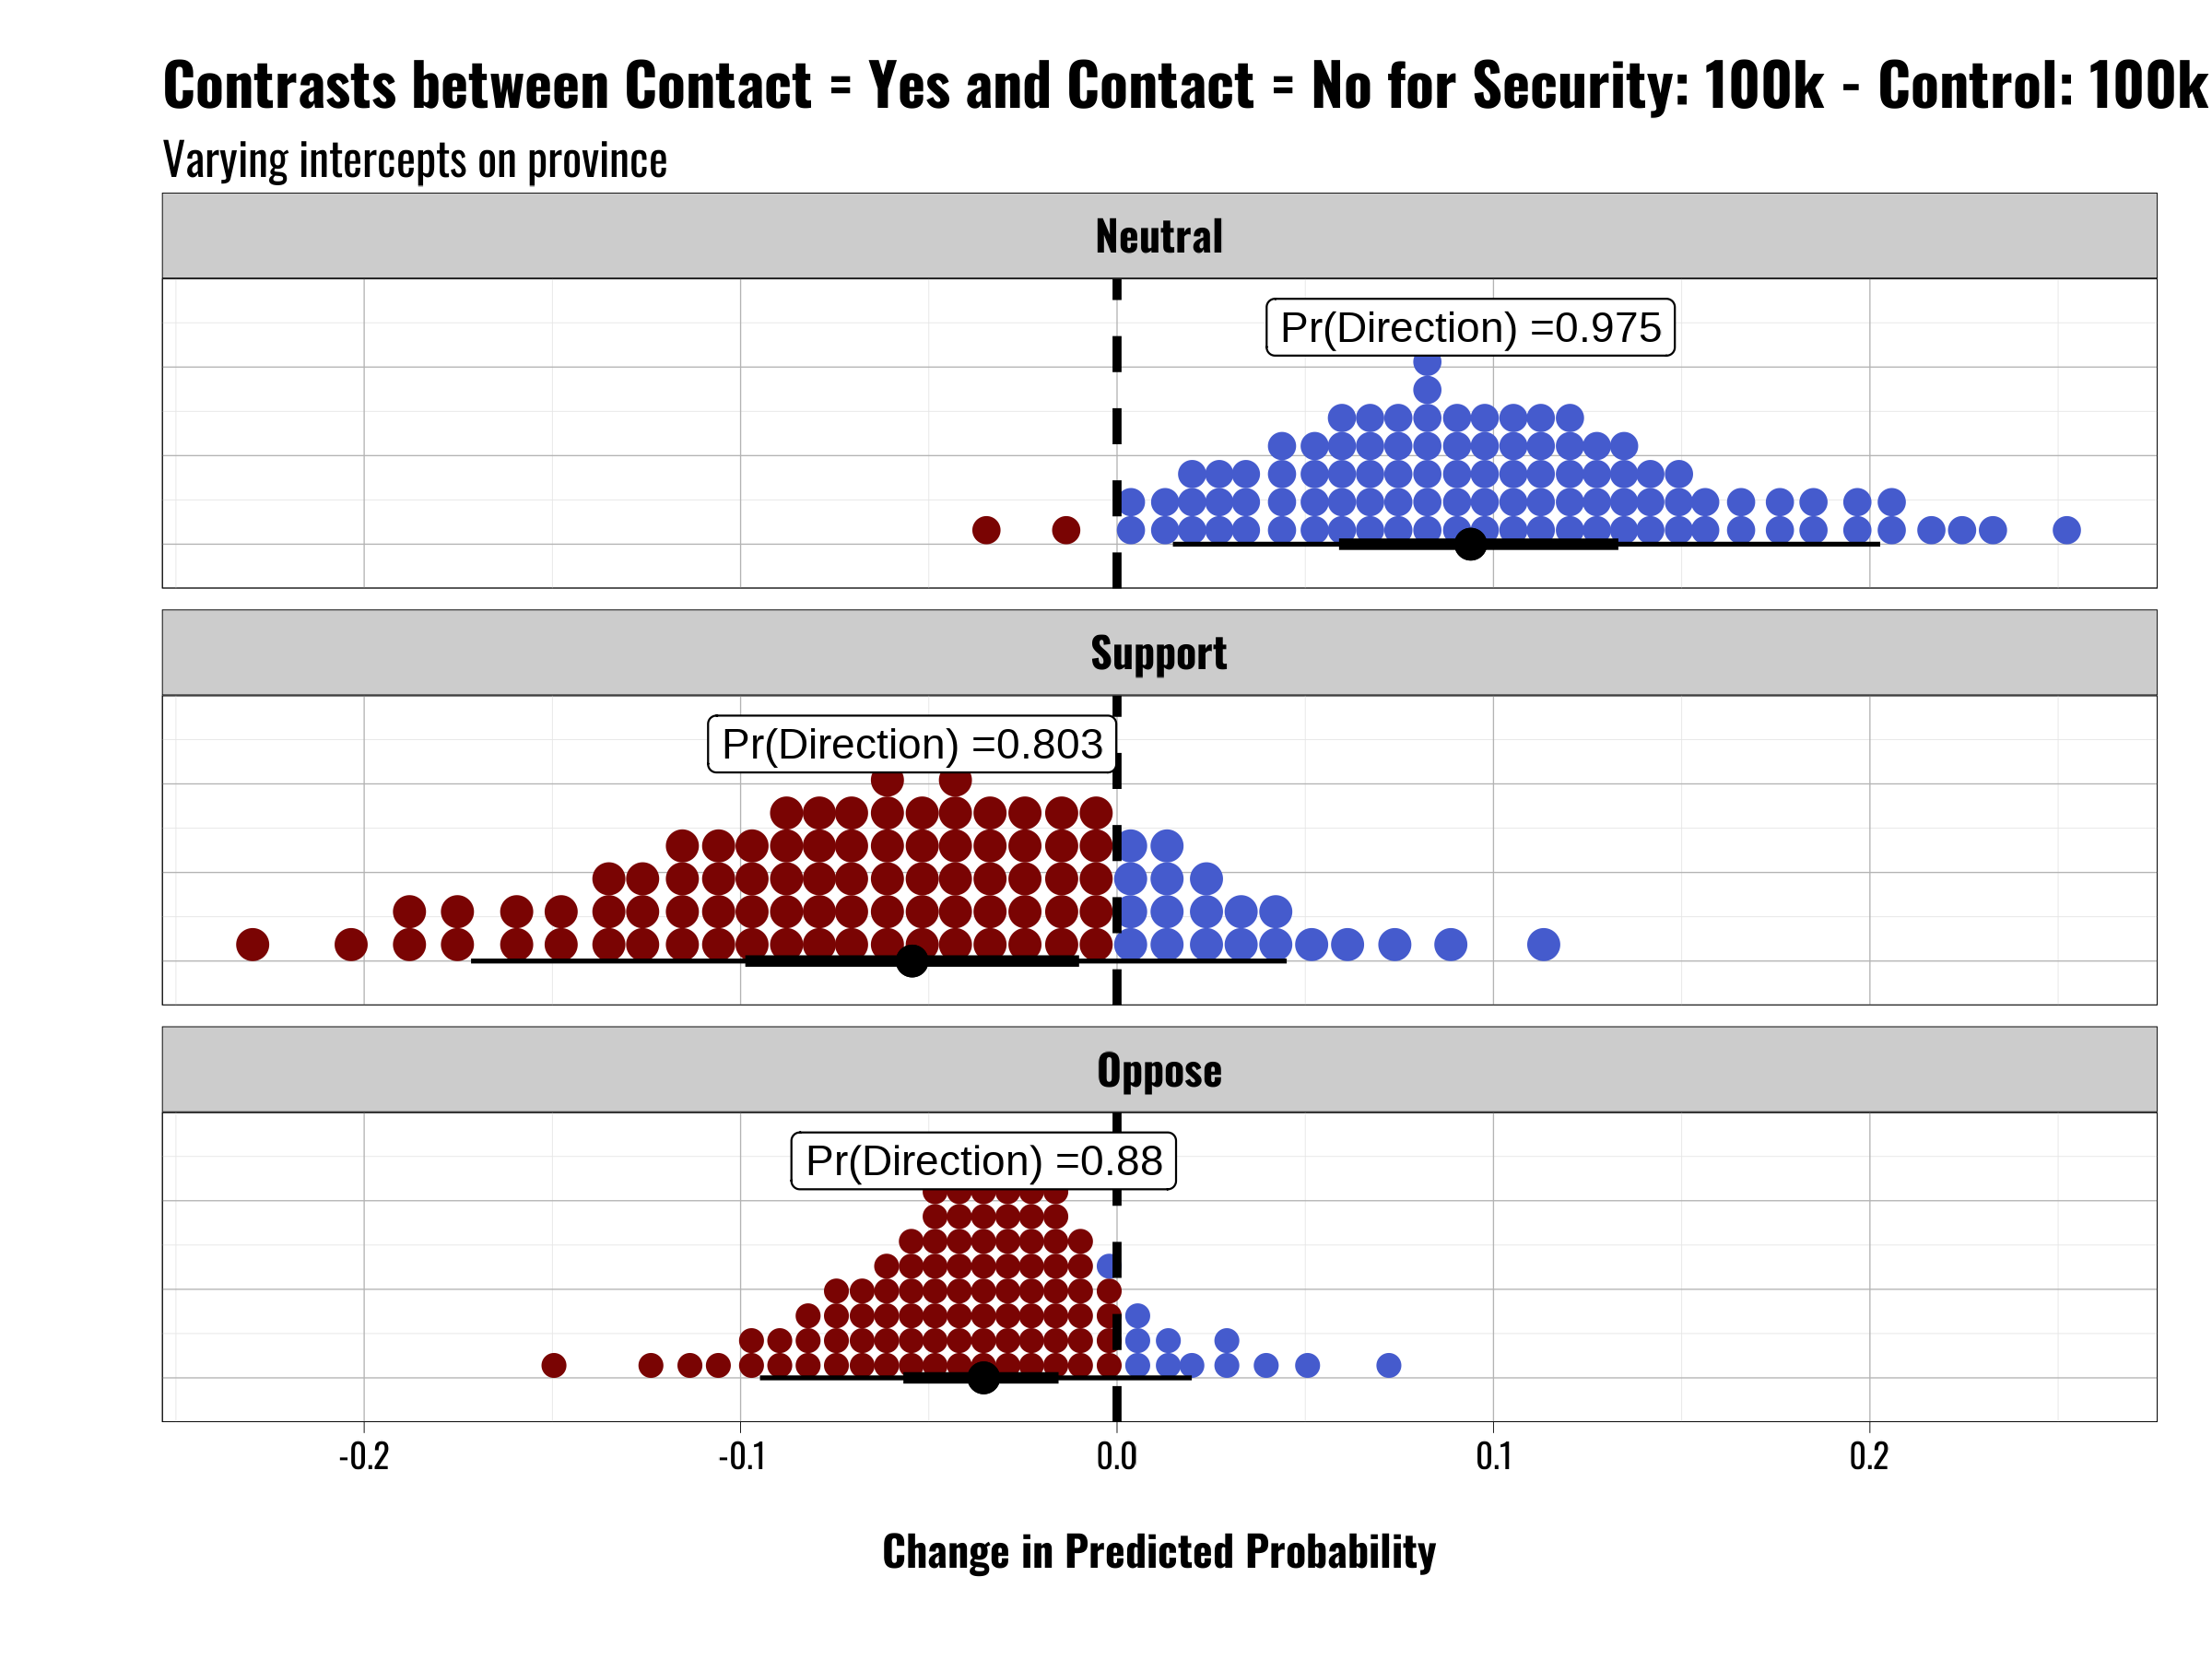 Contrasts between Contact = Yes and Contact = No for Security: 100k - Control: 100k
Varying intercepts on province
Neutral
Pr(Direction) =0.975
Support
Pr(Direction) =0.803
Oppose
Pr(Direction) =0.88
-0.2 -0.1 0.0 0.1 0.2
Change in Predicted Probability